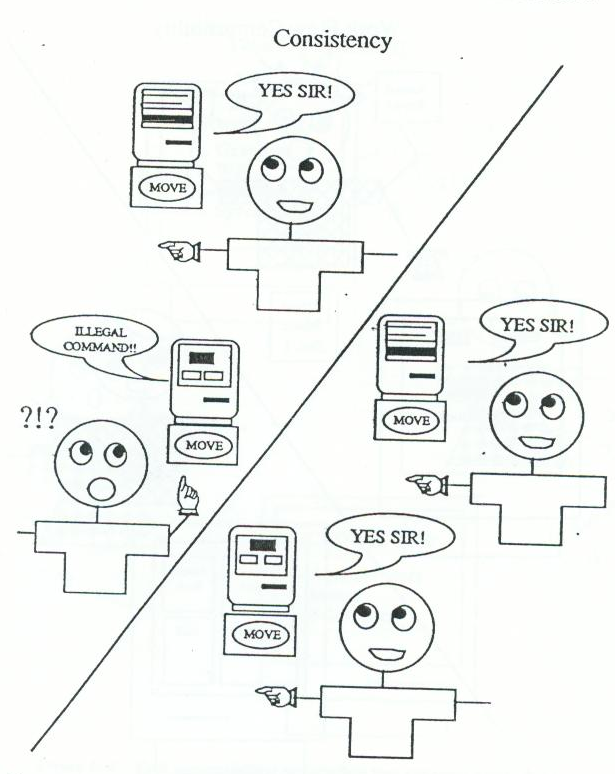 Consistency
YES SIR!
MOVE
ILLEGAL
COMMAND!!
?!?
MOVE
YES SIR!
MOVE
YES SIR!
MOVE